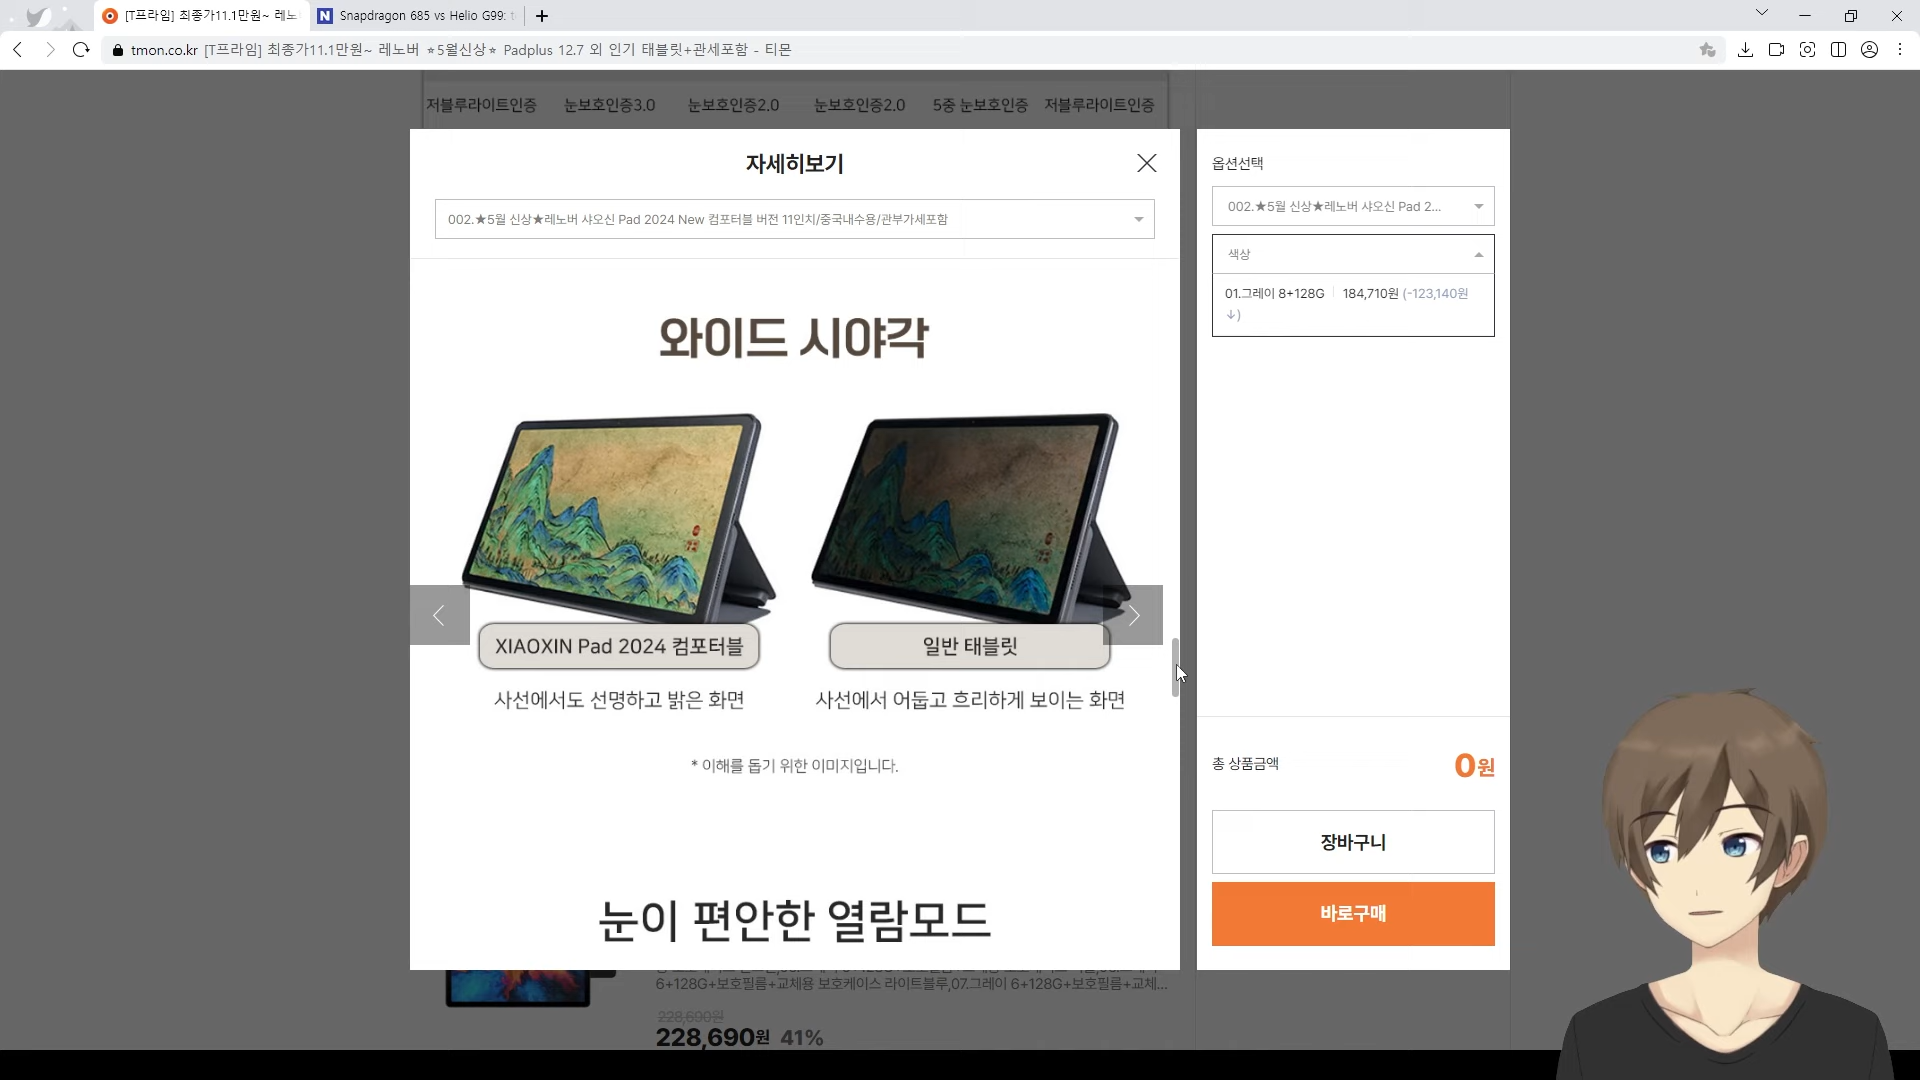 [T프라임] 최종가11.1만원~ 레노
Snapdragon 685 vs Helio G99:
tmon.co.kr [T프라임] 최종가11.1만원~ 레노버 ⭐5월신상⭐ Padplus 12.7 외 인기 태블릿+관세포함 - 티몬
저블루라이트인증 눈보호인증3.0 눈보호인증2.0 눈보호인증2.0 5중 눈보호인증 저블루라이트인증
자세히보기
002.★5월 신상★레노버 샤오신 Pad 2024 New 컴포터블 버전 11인치/중국내수용/관부가세포함
와이드 시야각
XIAOXIN Pad 2024 컴포터블
일반 태블릿
사선에서도 선명하고 밝은 화면
사선에서 어둡고 흐리하게 보이는 화면
* 이해를 돕기 위한 이미지입니다.
눈이 편안한 열람모드
6+128G+보호필름+교체용 보호케이스 라이트블루,07.그레이 6+128G+보호필름+교체...
228,690원
228,690원 41%
옵션선택
002.★5월 신상★레노버 샤오신 Pad 2...
색상
01.그레이 8+128G 184,710원 (-123,140원
↓)
총 상품금액
0원
장바구니
바로구매